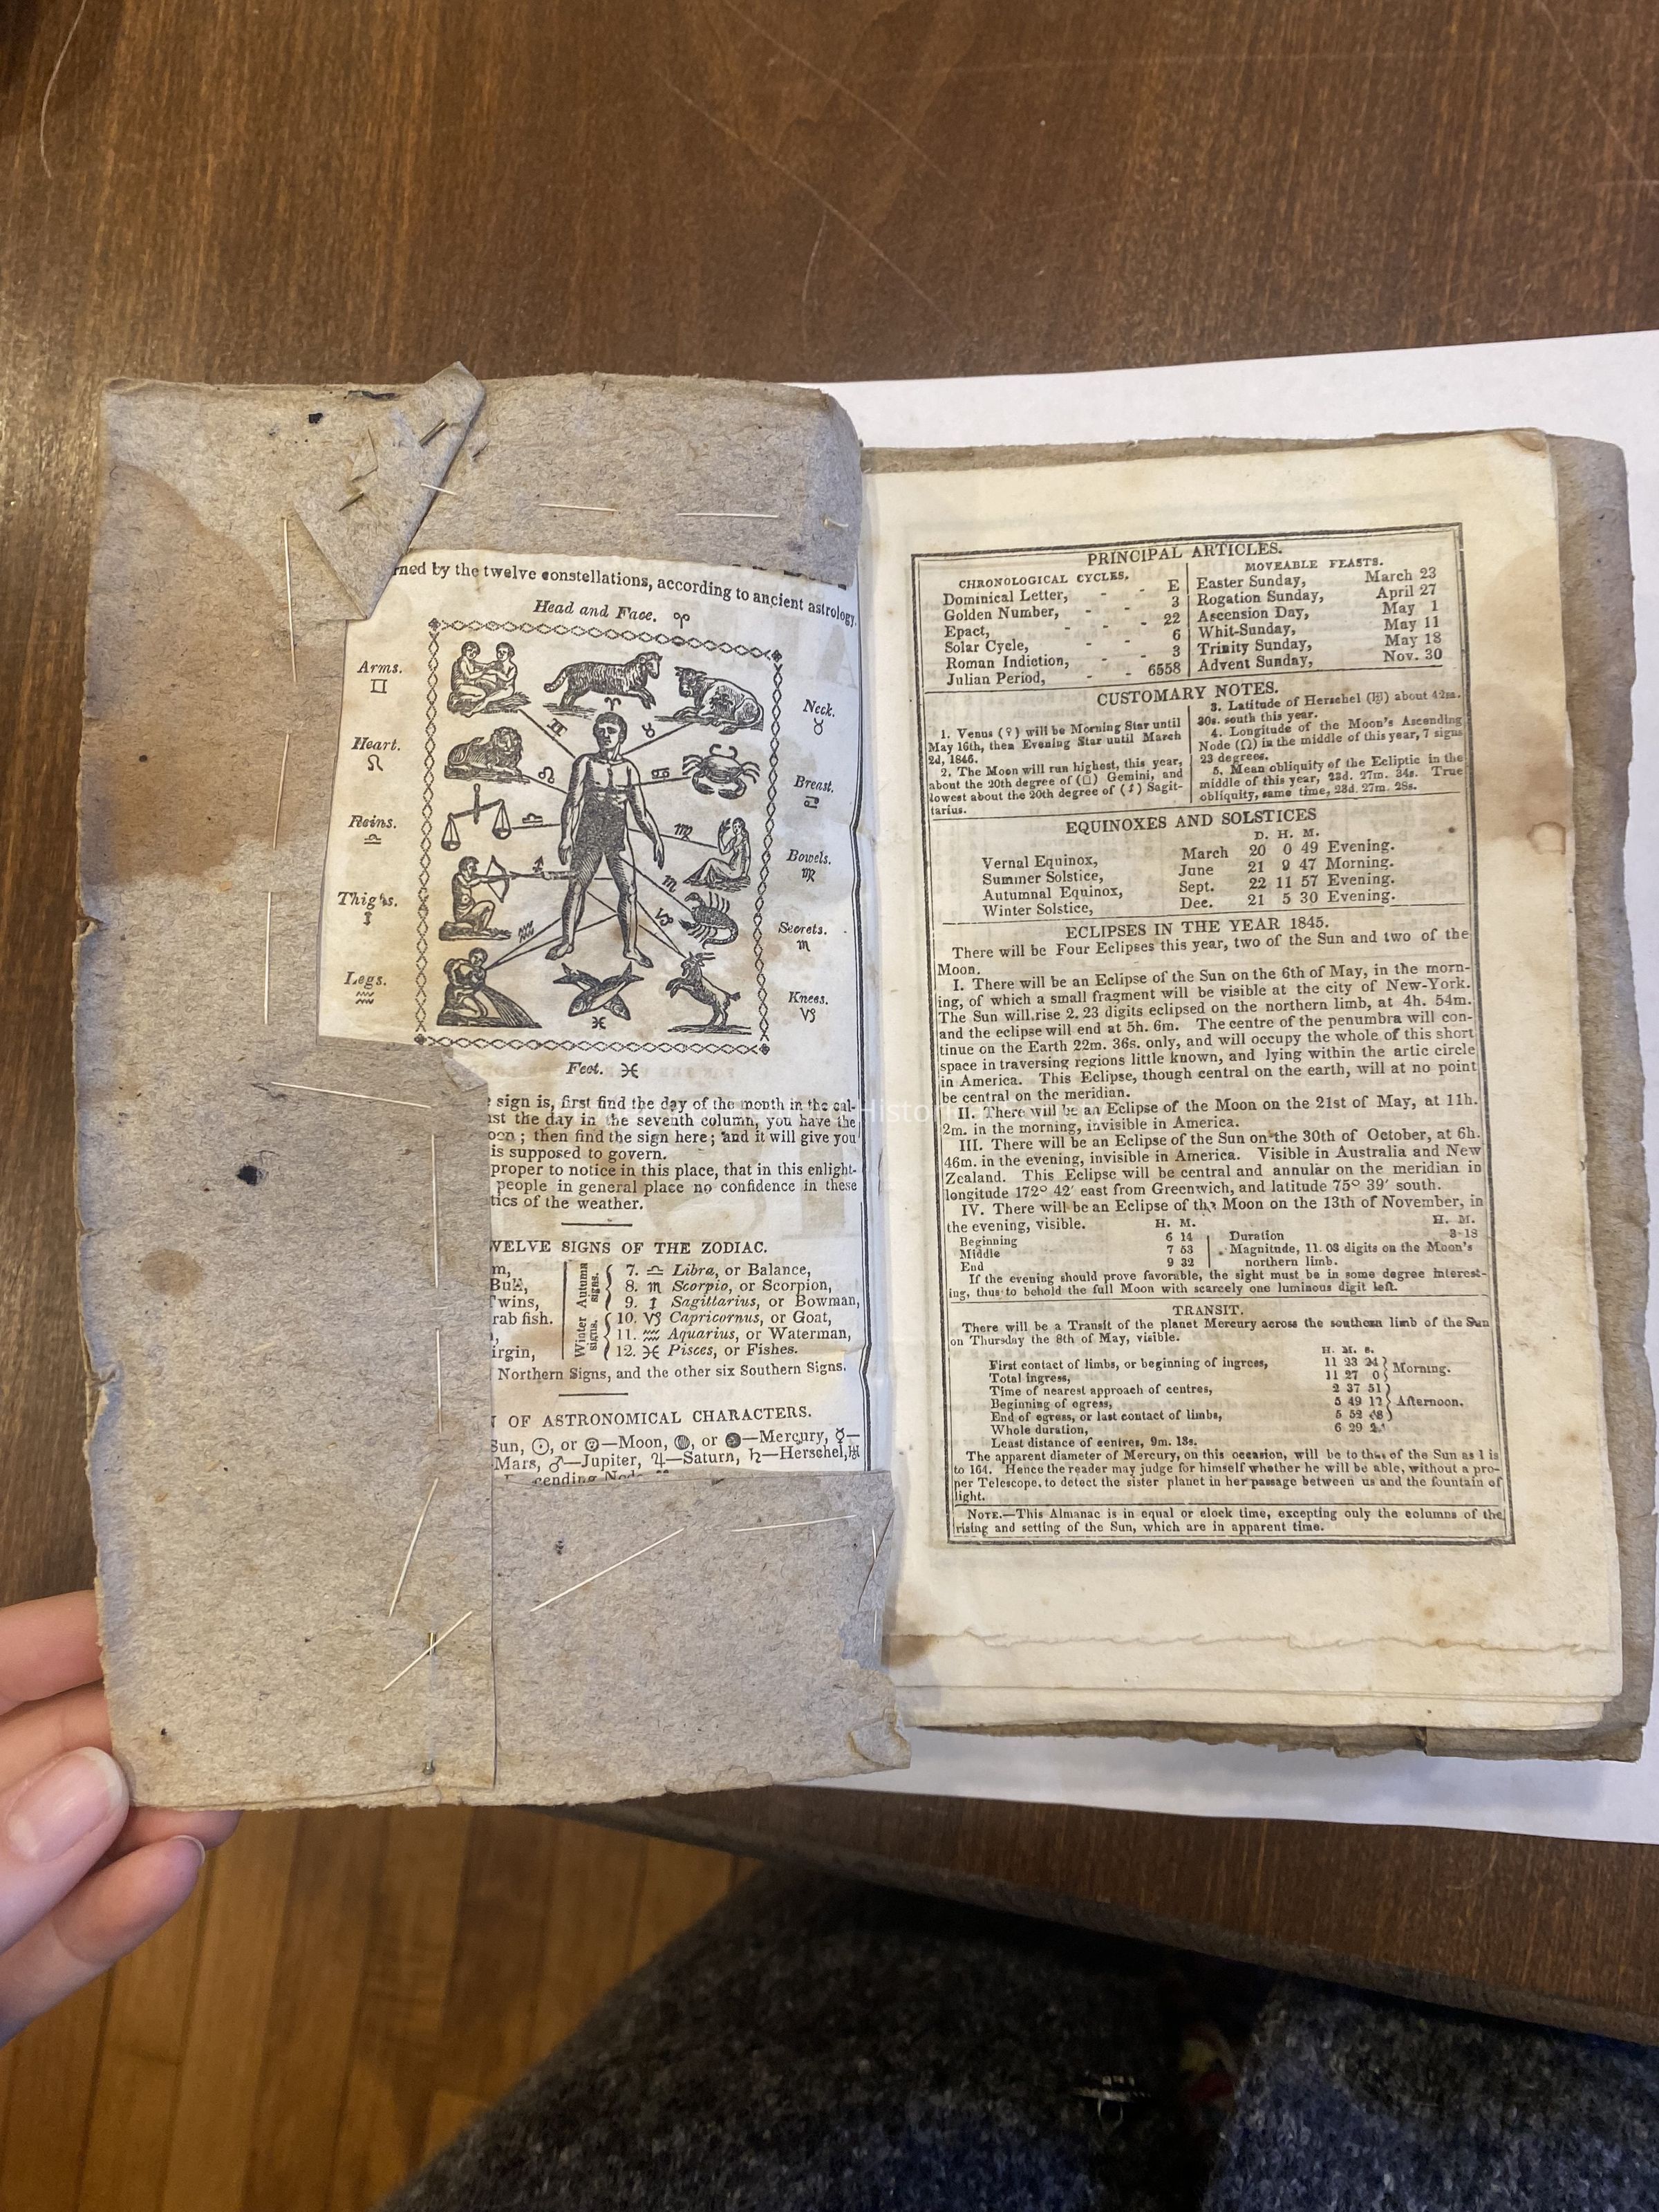 rned by the twelve constellations, according to ancient astrology.
Head and Face. ♈
Arms.
♊
Neck.
♉
Heart.
♌
Breast.
♋
Reins.
♎
Bowels.
♍
Thighs.
♐
Secrets.
♏
Legs.
♒
Knees.
♑
Feet. ♓
sign is, first find the day of the month in the cal-
nst the day in the seventh column, you have the
oon; then find the sign here; and it will give you
is supposed to govern.
proper to notice in this place, that in this enlight-
people in general place no confidence in these
tics of the weather.
WELVE SIGNS OF THE ZODIAC.
m,
Bull,
Twins,
rab fish.
irgin,
Autumn signs.
7. ♎ Libra, or Balance,
8. ♏ Scorpio, or Scorpion,
9. ♐ Sagittarius, or Bowman,
Winter signs.
10. ♑ Capricornus, or Goat,
11. ♒ Aquarius, or Waterman,
12. ♓ Pisces, or Fishes.
Northern Signs, and the other six Southern Signs.
N OF ASTRONOMICAL CHARACTERS.
Sun, ☉, or —Moon, , or —Mercury, ☿—
Mars, ♂—Jupiter, ♃—Saturn, ♄—Herschel, ♅
cending Node
PRINCIPAL ARTICLES.
CHRONOLOGICAL CYCLES.
Dominical Letter, - - E
Golden Number, - - 3
Epact, - - - 22
Solar Cycle, - - 6
Roman Indiction, - - 3
Julian Period, - - 6558
MOVEABLE FEASTS.
Easter Sunday, March 23
Rogation Sunday, April 27
Ascension Day, May 1
Whit-Sunday, May 11
Trinity Sunday, May 18
Advent Sunday, Nov. 30
CUSTOMARY NOTES.
1. Venus (♀) will be Morning Star until
May 16th, then Evening Star until March
2d, 1846.
2. The Moon will run highest, this year,
about the 20th degree of (♊) Gemini, and
lowest about the 20th degree of (♐) Sagit-
tarius.
3. Latitude of Herschel (♅) about 42m.
30s. south this year.
4. Longitude of the Moon's Ascending
Node (☊) in the middle of this year, 7 signs
23 degrees.
5. Mean obliquity of the Ecliptic in the
middle of this year, 23d. 27m. 34s. True
obliquity, same time, 23d. 27m. 28s.
EQUINOXES AND SOLSTICES
D. H. M.
Vernal Equinox, March 20 0 49 Evening.
Summer Solstice, June 21 9 47 Morning.
Autumnal Equinox, Sept. 22 11 57 Evening.
Winter Solstice, Dec. 21 5 30 Evening.
ECLIPSES IN THE YEAR 1845.
There will be Four Eclipses this year, two of the Sun and two of the
Moon.
I. There will be an Eclipse of the Sun on the 6th of May, in the morn-
ing, of which a small fragment will be visible at the city of New-York.
The Sun will rise 2.23 digits eclipsed on the northern limb, at 4h. 54m.
and the eclipse will end at 5h. 6m. The centre of the penumbra will con-
tinue on the Earth 22m. 36s. only, and will occupy the whole of this short
space in traversing regions little known, and lying within the artic circle
in America. This Eclipse, though central on the earth, will at no point
be central on the meridian.
II. There will be an Eclipse of the Moon on the 21st of May, at 11h.
2m. in the morning, invisible in America.
III. There will be an Eclipse of the Sun on the 30th of October, at 6h.
46m. in the evening, invisible in America. Visible in Australia and New
Zealand. This Eclipse will be central and annular on the meridian in
longitude 172° 42′ east from Greenwich, and latitude 75° 39′ south.
IV. There will be an Eclipse of the Moon on the 13th of November, in
the evening, visible.
H. M.
Beginning 6 14
Middle 7 53
End 9 32
H. M.
Duration 3 18
Magnitude, 11.03 digits on the Moon's
northern limb.
If the evening should prove favorable, the sight must be in some degree interest-
ing, thus to behold the full Moon with scarcely one luminous digit left.
TRANSIT.
There will be a Transit of the planet Mercury across the southern limb of the Sun
on Thursday the 8th of May, visible.
H. M. S.
First contact of limbs, or beginning of ingress, 11 23 24 } Morning.
Total ingress, 11 27 0
Time of nearest approach of centres, 2 37 51
Beginning of egress, 5 49 17 } Afternoon.
End of egress, or last contact of limbs, 5 52 48
Whole duration, 6 29
Least distance of centres, 9m. 13s.
The apparent diameter of Mercury, on this occasion, will be to that of the Sun as 1 is
to 164. Hence the reader may judge for himself whether he will be able, without a pro-
per Telescope, to detect the sister planet in her passage between us and the fountain of
light.
NOTE.—This Almanac is in equal or clock time, excepting only the columns of the
rising and setting of the Sun, which are in apparent time.